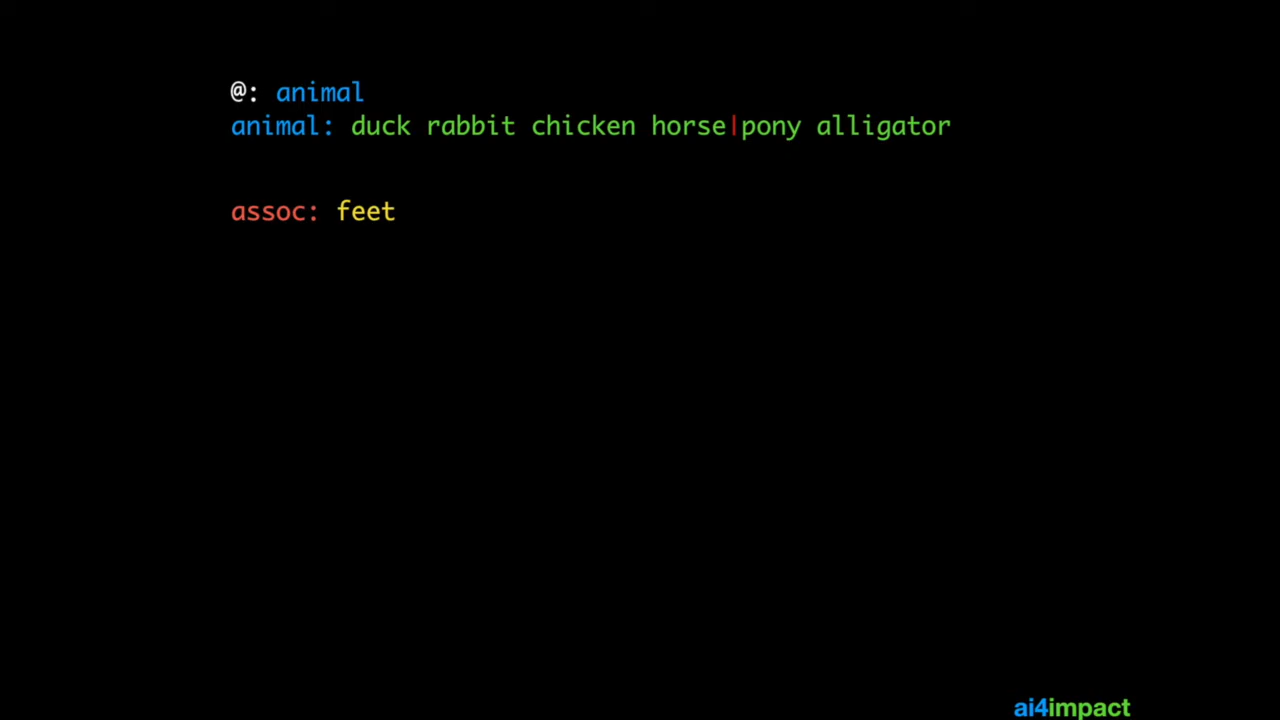 @: animal
animal: duck rabbit chicken horse|pony alligator
assoc: feet
ai4impact